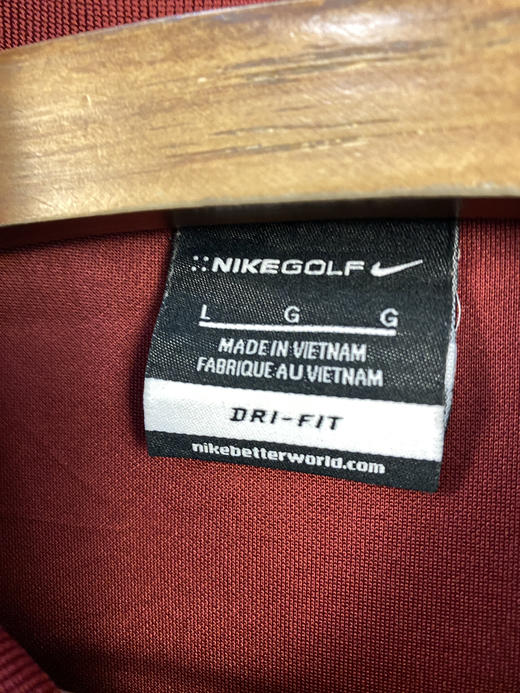 NIKEGOLF
L G G
MADE IN VIETNAM
FABRIQUE AU VIETNAM
DRI-FIT
nikebetterworld.com